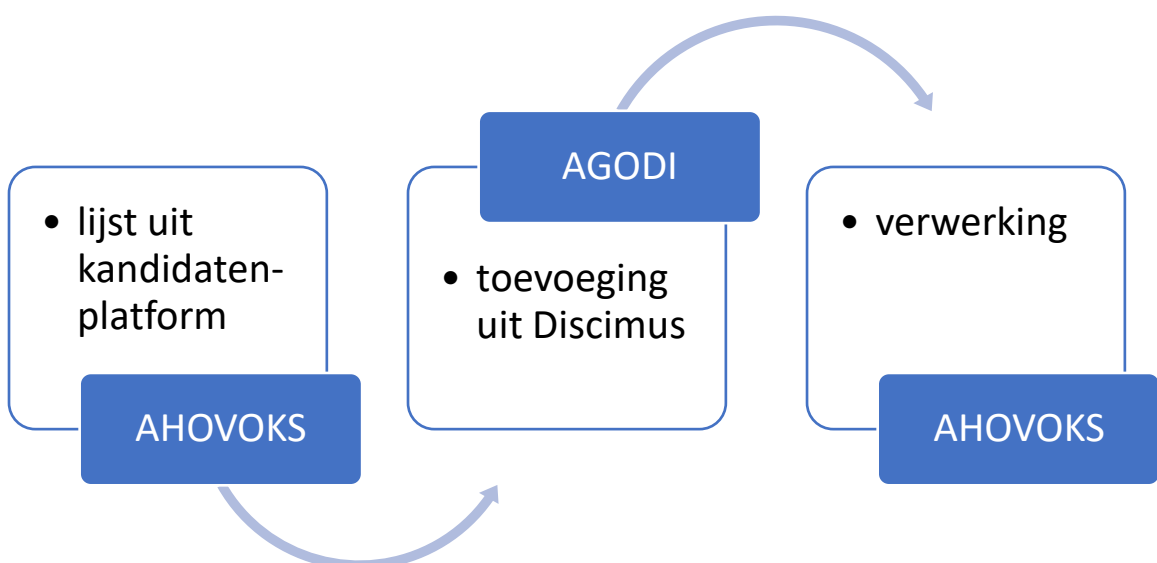 • lijst uit
kandidaten-
platform
AHOVOKS
AGODI
• toevoeging
uit Discimus
• verwerking
AHOVOKS